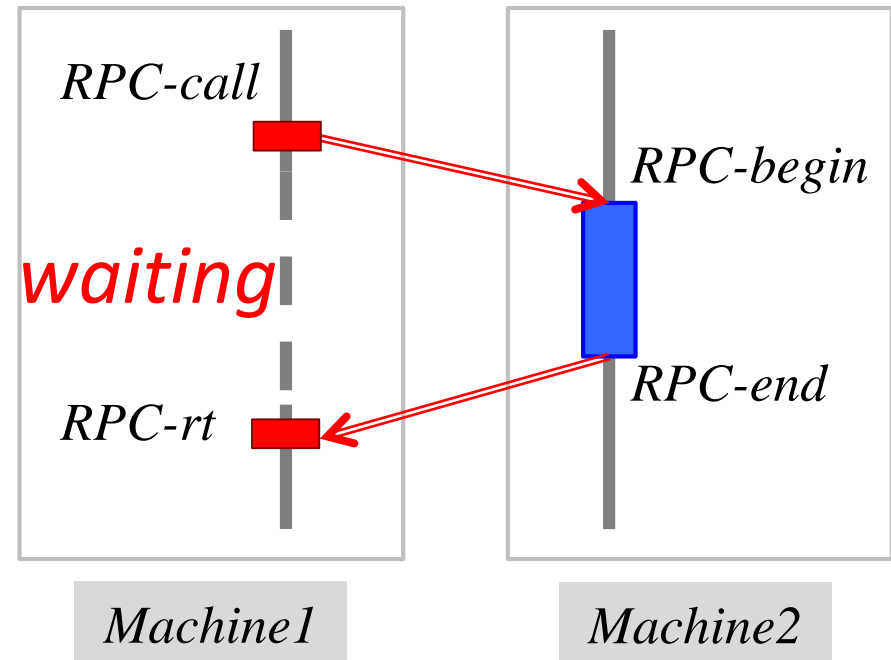 RPC-call
RPC-begin
waiting
RPC-end
RPC-rt
Machine1
Machine2